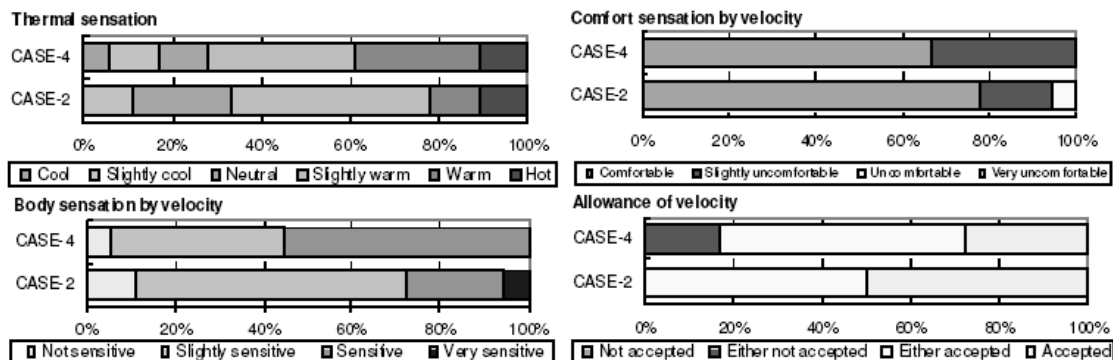 Thermal sensation
CASE-4
CASE-2
0% 20% 40% 60% 80% 100%
Cool Slightly cool Neutral Slightly warm Warm Hot
Comfort sensation by velocity
CASE-4
CASE-2
0% 20% 40% 60% 80% 100%
Comfortable Slightly uncomfortable Uncomfortable Very uncomfortable
Body sensation by velocity
CASE-4
CASE-2
0% 20% 40% 60% 80% 100%
Not sensitive Slightly sensitive Sensitive Very sensitive
Allowance of velocity
CASE-4
CASE-2
0% 20% 40% 60% 80% 100%
Not accepted Either not accepted Either accepted Accepted